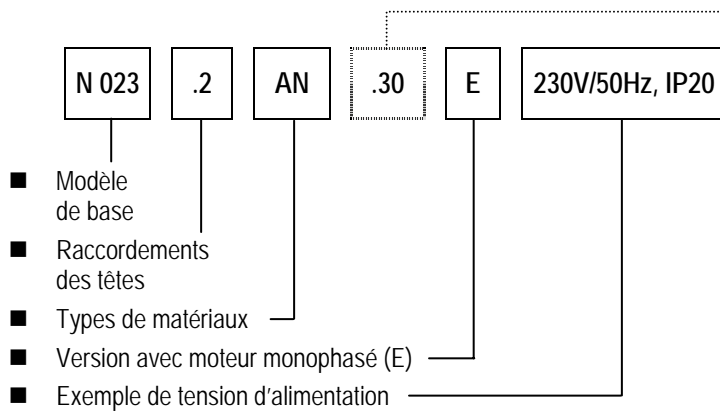 N 023 .2 AN .30 E 230V/50Hz, IP20
■ Modèle
de base
■ Raccordements
des têtes
■ Types de matériaux
■ Version avec moteur monophasé (E)
■ Exemple de tension d’alimentation